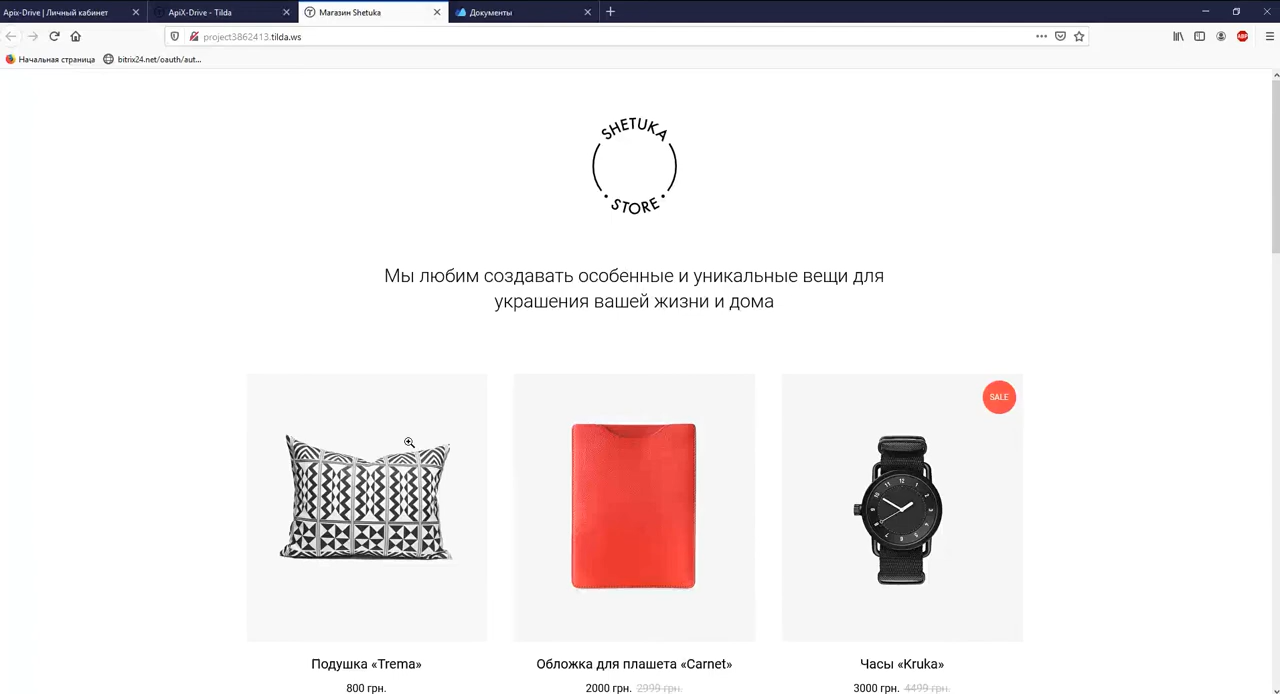 Apix-Drive | Личный кабинет
ApiX-Drive - Tilda
Магазин Shetuka
Документы
project3862413.tilda.ws
ABP
Начальная страница
bitrix24.net/oauth/aut...
SHETUKA
• STORE •
Мы любим создавать особенные и уникальные вещи для
украшения вашей жизни и дома
SALE
Подушка «Trema»
800 грн.
Обложка для плашета «Carnet»
2000 грн. 2999 грн.
Часы «Kruka»
3000 грн. 4499 грн.